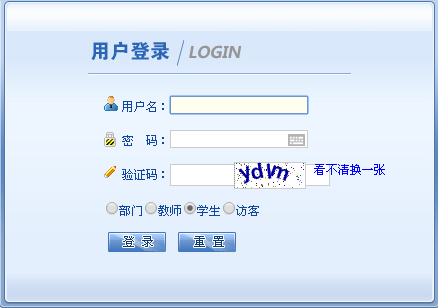 用户登录 / LOGIN
用户名：
密 码：
验证码： ydvm 看不清换一张
部门 教师 学生 访客
登 录 重 置